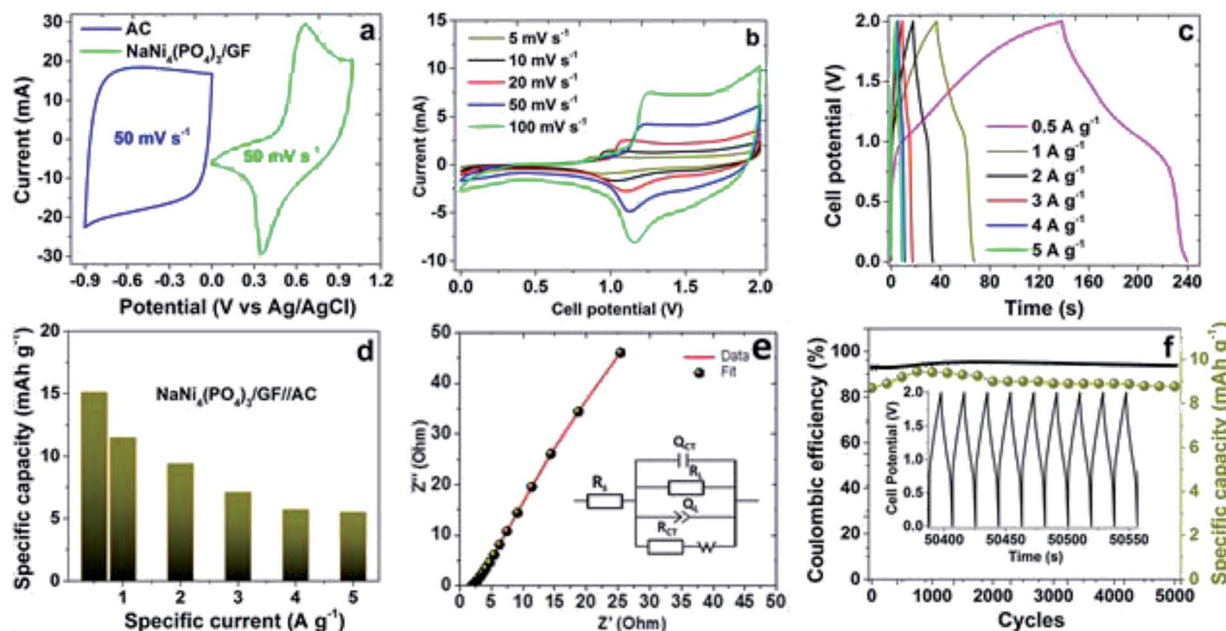 a
AC
NaNi₄(PO₄)₃/GF
50 mV s⁻¹
50 mV s⁻¹
Current (mA)
30
20
10
0
-10
-20
-30
-0.9
-0.6
-0.3
0.0
0.3
0.6
0.9
1.2
Potential (V vs Ag/AgCl)
b
5 mV s⁻¹
10 mV s⁻¹
20 mV s⁻¹
50 mV s⁻¹
100 mV s⁻¹
Current (mA)
15
10
5
0
-5
-10
0.0
0.5
1.0
1.5
2.0
Cell potential (V)
c
0.5 A g⁻¹
1 A g⁻¹
2 A g⁻¹
3 A g⁻¹
4 A g⁻¹
5 A g⁻¹
Cell potential (V)
2.0
1.5
1.0
0.5
0.0
0
40
80
120
160
200
240
Time (s)
d
NaNi₄(PO₄)₃/GF//AC
Specific capacity (mAh g⁻¹)
20
15
10
5
0
1
2
3
4
5
Specific current (A g⁻¹)
e
Data
Fit
Z'' (Ohm)
50
40
30
20
10
0
0
5
10
15
20
25
30
35
40
45
50
Z' (Ohm)
Q_CT
R_L
Q_L
R_CT
W
f
Coulombic efficiency (%)
100
80
60
40
20
0
0
1000
2000
3000
4000
5000
Cycles
Specific capacity (mAh g⁻¹)
10
8
6
4
2
0
Cell Potential (V)
2.0
1.5
1.0
0.5
0.0
50400
50450
50500
50550
Time (s)